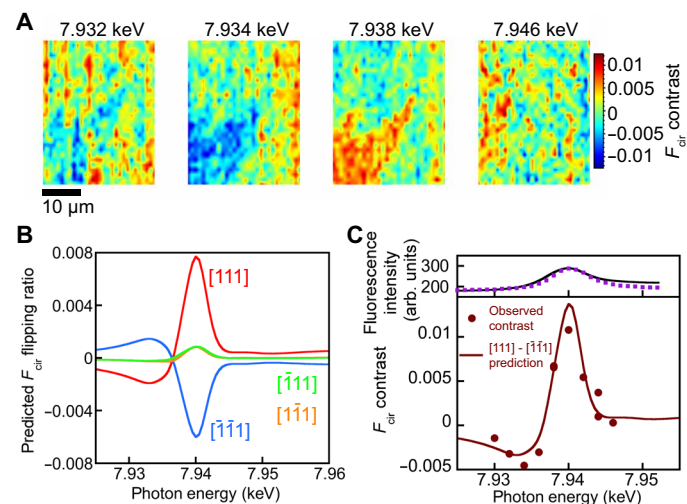 A
7.932 keV 7.934 keV 7.938 keV 7.946 keV
0.01
0.005
0
−0.005
−0.01
F_cir contrast
10 μm
B
Predicted F_cir flipping ratio
0.008
0.004
0
−0.004
−0.008
[111]
[1̄11]
[11̄1]
[1̄1̄1]
7.93 7.94 7.95 7.96
Photon energy (keV)
C
Fluorescence
intensity
(arb. units)
300
200
F_cir contrast
0.01
0.005
0
−0.005
Observed
contrast
[111] - [1̄1̄1]
prediction
7.93 7.94 7.95
Photon energy (keV)